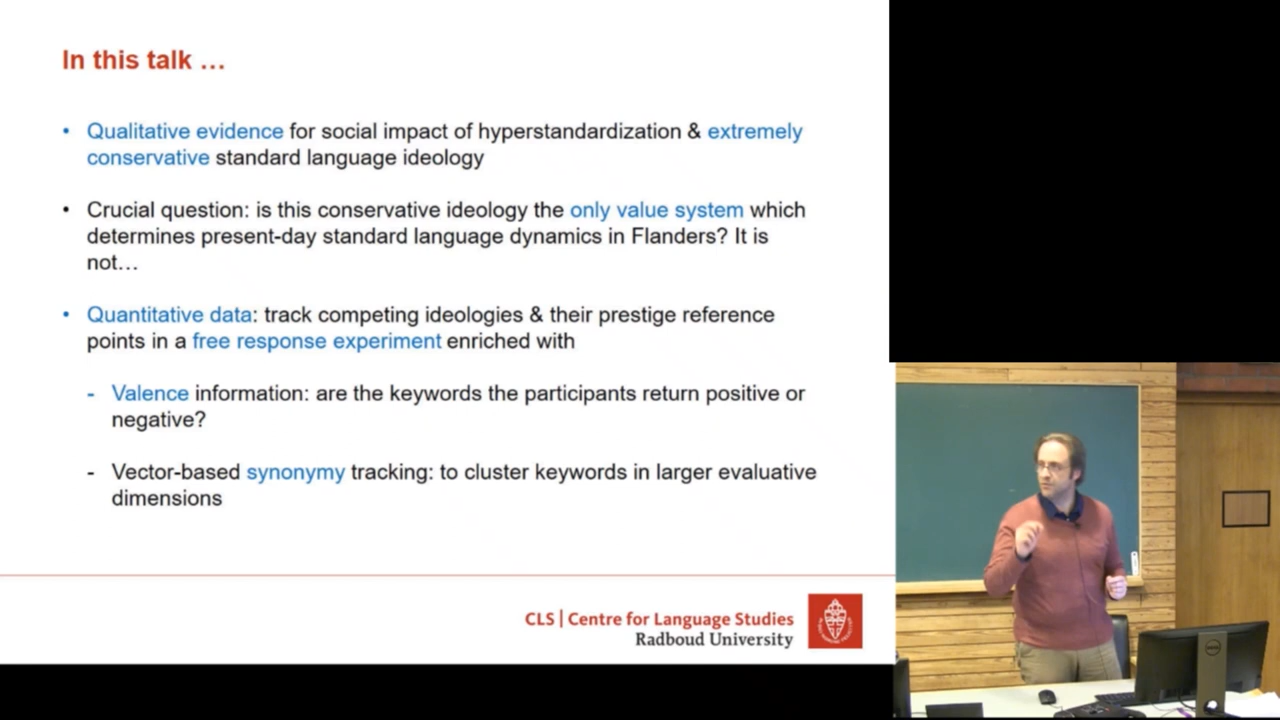 In this talk …
• Qualitative evidence for social impact of hyperstandardization & extremely
conservative standard language ideology
• Crucial question: is this conservative ideology the only value system which
determines present-day standard language dynamics in Flanders? It is
not…
• Quantitative data: track competing ideologies & their prestige reference
points in a free response experiment enriched with
- Valence information: are the keywords the participants return positive or
negative?
- Vector-based synonymy tracking: to cluster keywords in larger evaluative
dimensions
CLS | Centre for Language Studies
Radboud University